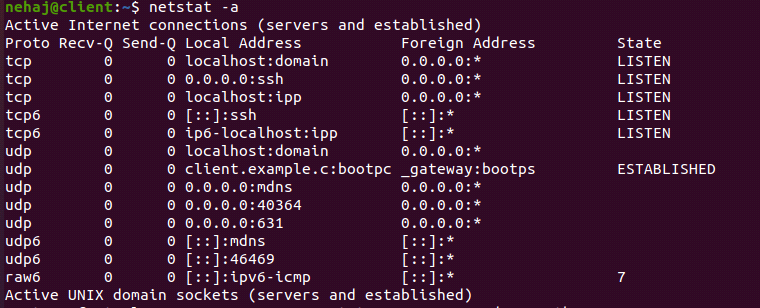 nehaj@client:~$ netstat -a
Active Internet connections (servers and established)
Proto Recv-Q Send-Q Local Address           Foreign Address         State
tcp        0      0 localhost:domain        0.0.0.0:*               LISTEN
tcp        0      0 0.0.0.0:ssh             0.0.0.0:*               LISTEN
tcp        0      0 localhost:ipp           0.0.0.0:*               LISTEN
tcp6       0      0 [::]:ssh                [::]:*                  LISTEN
tcp6       0      0 ip6-localhost:ipp       [::]:*                  LISTEN
udp        0      0 localhost:domain        0.0.0.0:*
udp        0      0 client.example.c:bootpc _gateway:bootps         ESTABLISHED
udp        0      0 0.0.0.0:mdns            0.0.0.0:*
udp        0      0 0.0.0.0:40364           0.0.0.0:*
udp        0      0 0.0.0.0:631             0.0.0.0:*
udp6       0      0 [::]:mdns               [::]:*
udp6       0      0 [::]:46469              [::]:*
raw6       0      0 [::]:ipv6-icmp          [::]:*                  7
Active UNIX domain sockets (servers and established)